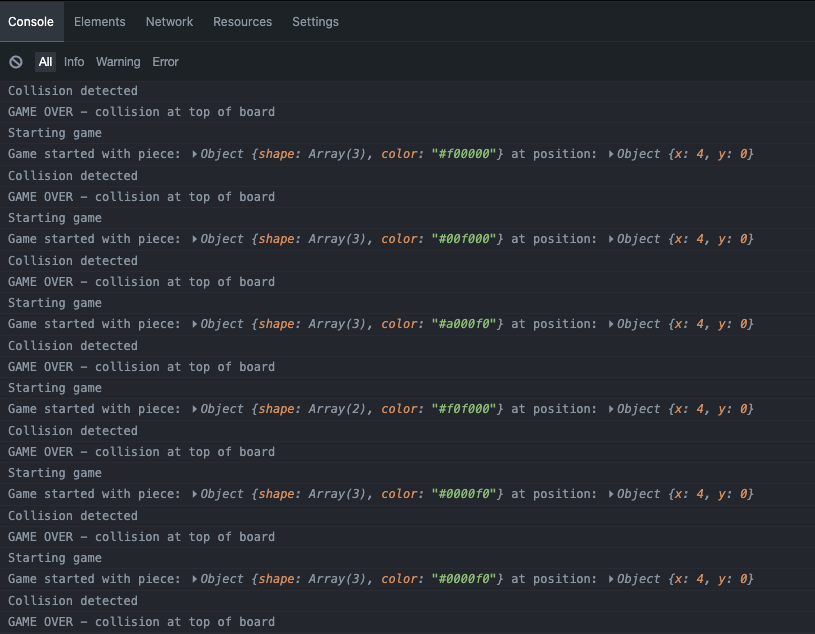 Console Elements Network Resources Settings
All Info Warning Error
Collision detected
GAME OVER – collision at top of board
Starting game
Game started with piece: Object {shape: Array(3), color: "#f00000"} at position: Object {x: 4, y: 0}
Collision detected
GAME OVER – collision at top of board
Starting game
Game started with piece: Object {shape: Array(3), color: "#00f000"} at position: Object {x: 4, y: 0}
Collision detected
GAME OVER – collision at top of board
Starting game
Game started with piece: Object {shape: Array(3), color: "#a000f0"} at position: Object {x: 4, y: 0}
Collision detected
GAME OVER – collision at top of board
Starting game
Game started with piece: Object {shape: Array(2), color: "#f0f000"} at position: Object {x: 4, y: 0}
Collision detected
GAME OVER – collision at top of board
Starting game
Game started with piece: Object {shape: Array(3), color: "#0000f0"} at position: Object {x: 4, y: 0}
Collision detected
GAME OVER – collision at top of board
Starting game
Game started with piece: Object {shape: Array(3), color: "#0000f0"} at position: Object {x: 4, y: 0}
Collision detected
GAME OVER – collision at top of board